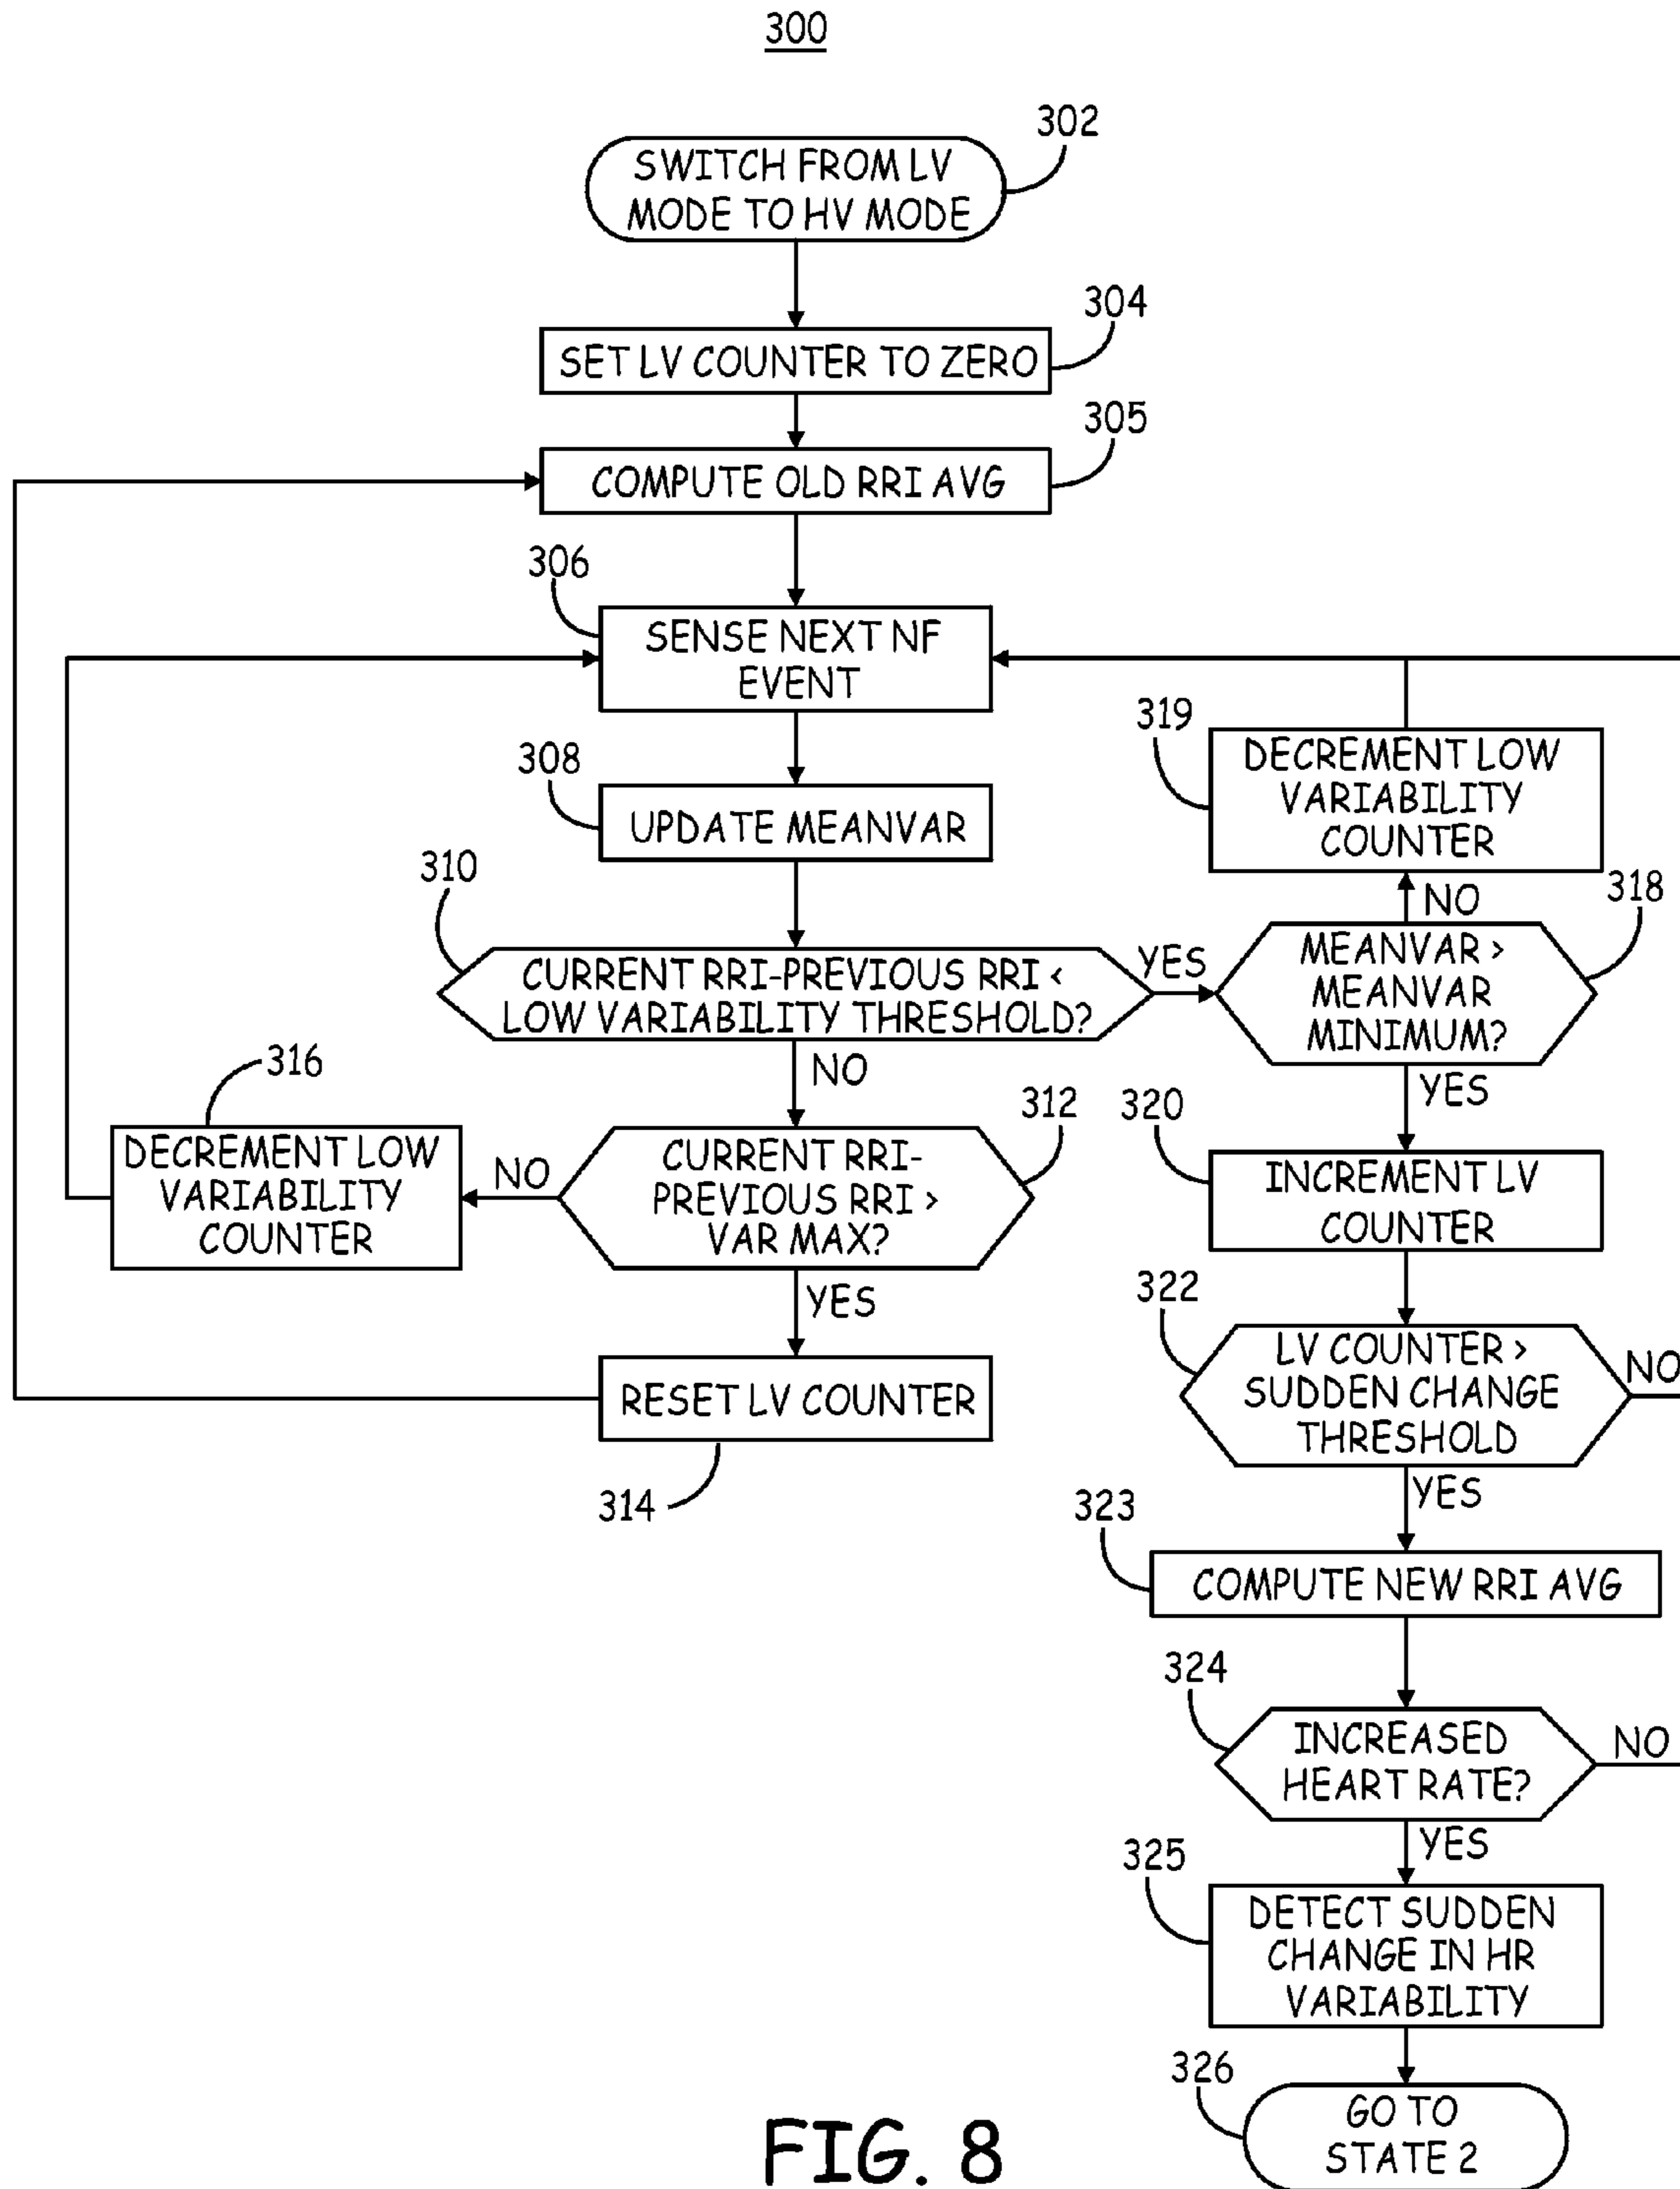 300
302
SWITCH FROM LV
MODE TO HV MODE
304
SET LV COUNTER TO ZERO
305
COMPUTE OLD RRI AVG
306
SENSE NEXT NF
EVENT
308
UPDATE MEANVAR
310
CURRENT RRI-PREVIOUS RRI <
LOW VARIABILITY THRESHOLD?
YES
NO
312
CURRENT RRI-
PREVIOUS RRI >
VAR MAX?
NO
316
DECREMENT LOW
VARIABILITY
COUNTER
YES
RESET LV COUNTER
314
319
DECREMENT LOW
VARIABILITY
COUNTER
NO
318
MEANVAR >
MEANVAR
MINIMUM?
YES
320
INCREMENT LV
COUNTER
322
LV COUNTER >
SUDDEN CHANGE
THRESHOLD
NO
YES
323
COMPUTE NEW RRI AVG
324
INCREASED
HEART RATE?
NO
YES
325
DETECT SUDDEN
CHANGE IN HR
VARIABILITY
326
GO TO
STATE 2
FIG. 8